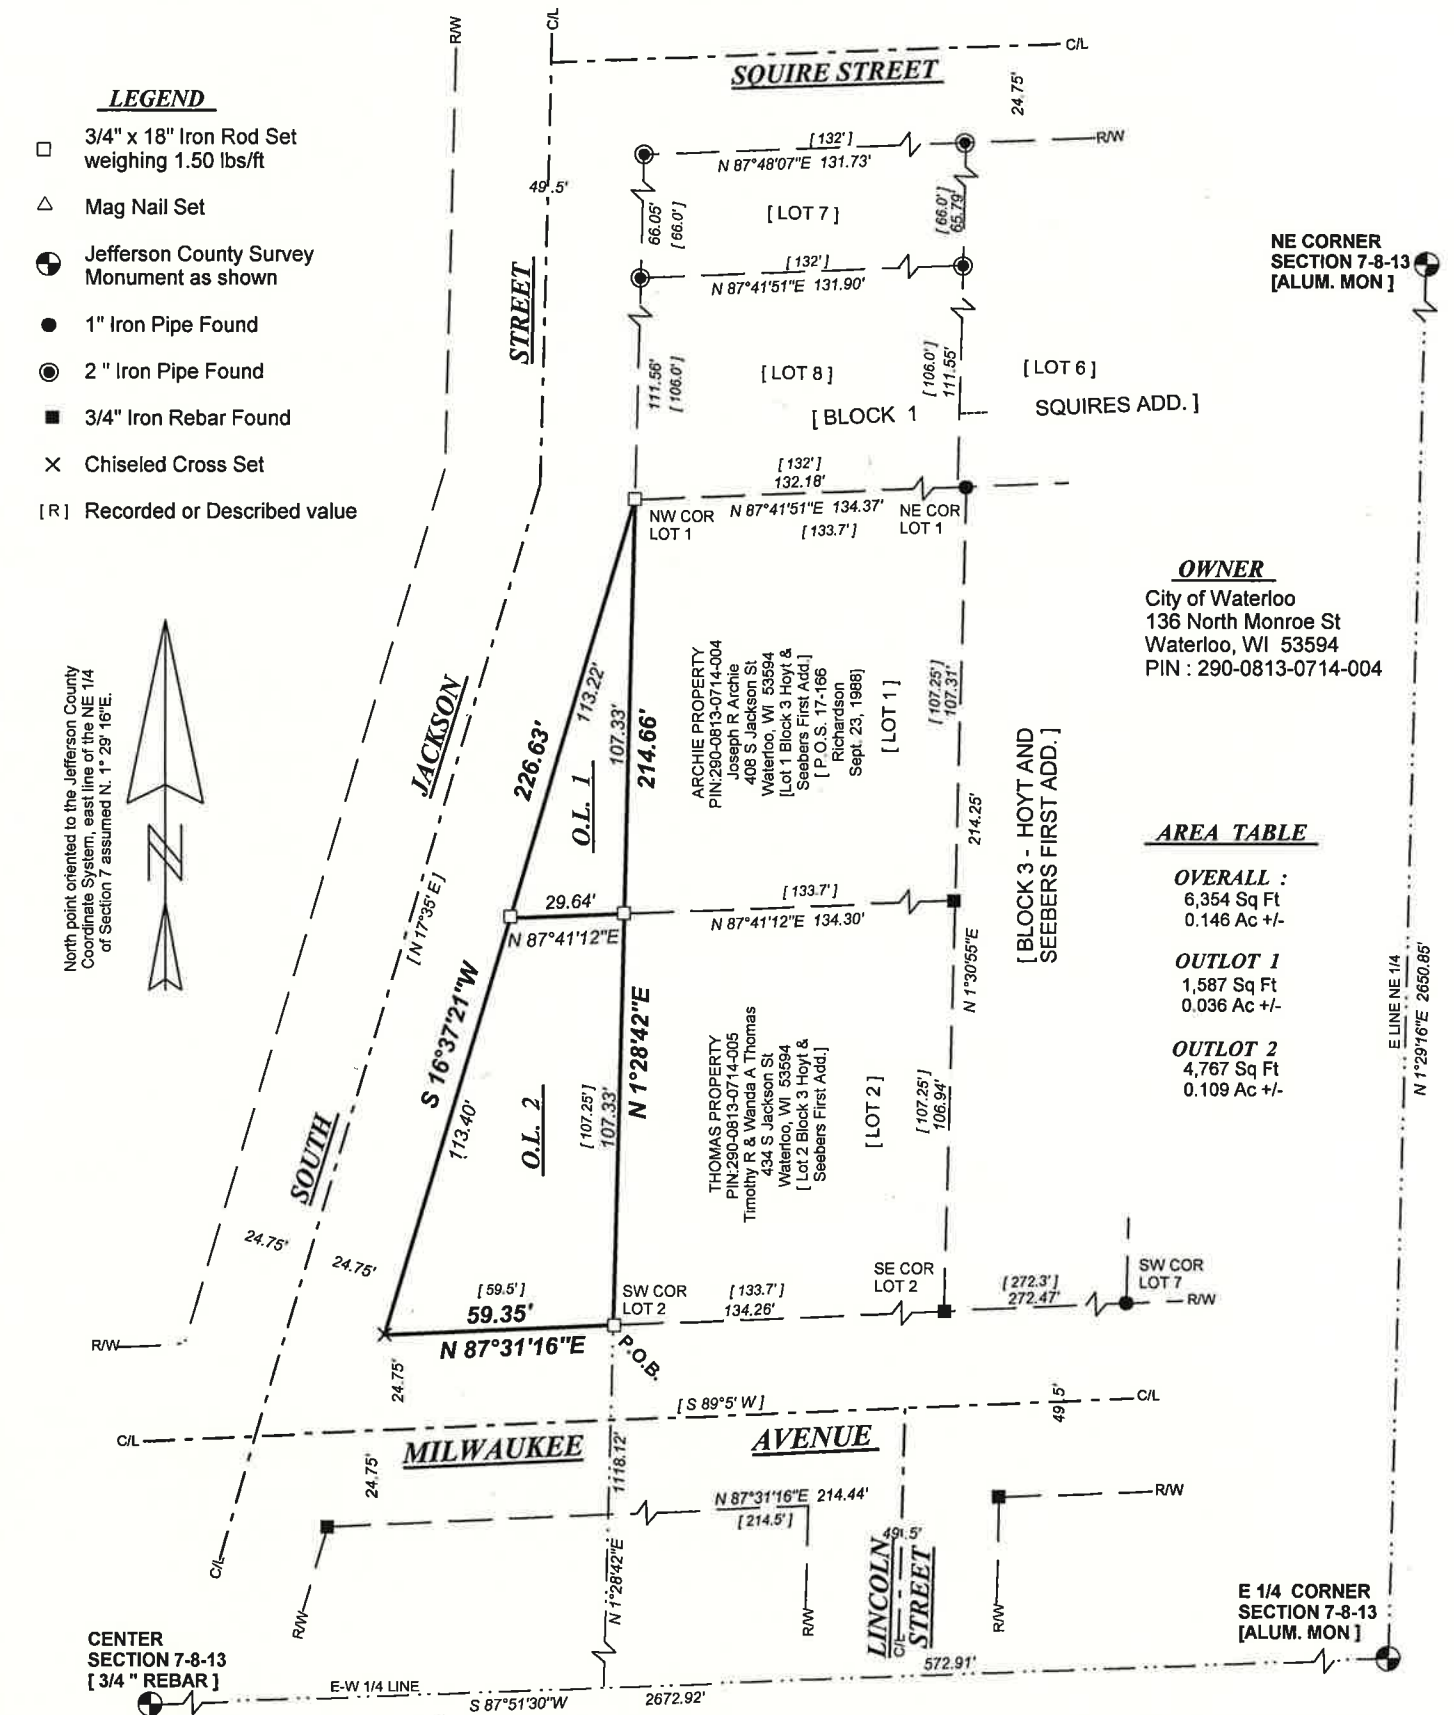 R/W
C/L
C/L
SQUIRE STREET
24.75'
LEGEND
3/4" x 18" Iron Rod Set
weighing 1.50 lbs/ft
Mag Nail Set
Jefferson County Survey
Monument as shown
1" Iron Pipe Found
2 " Iron Pipe Found
3/4" Iron Rebar Found
Chiseled Cross Set
[ R ] Recorded or Described value
49.5'
[ 132' ]
N 87°48'07"E 131.73'
R/W
66.05'
[ 66.0' ]
[ LOT 7 ]
[ 66.0' ]
65.79'
[ 132' ]
N 87°41'51"E 131.90'
NE CORNER
SECTION 7-8-13
[ALUM. MON ]
STREET
111.56'
[ 106.0' ]
[ LOT 8 ]
[ 106.0' ]
111.55'
[ LOT 6 ]
[ BLOCK 1
SQUIRES ADD. ]
[ 132' ]
132.18'
N 87°41'51"E 134.37'
[ 133.7' ]
NW COR
LOT 1
NE COR
LOT 1
OWNER
City of Waterloo
136 North Monroe St
Waterloo, WI 53594
PIN : 290-0813-0714-004
North point oriented to the Jefferson County
Coordinate System, east line of the NE 1/4
of Section 7 assumed N. 1° 29' 16"E.
N
JACKSON
226.63'
113.22'
O.L. 1
107.33'
214.66'
ARCHIE PROPERTY
PIN:290-0813-0714-004
Joseph R Archie
408 S Jackson St
Waterloo, WI 53594
[Lot 1 Block 3 Hoyt &
Seebers First Add.]
[ P.O.S. 17-166
Richardson
Sept. 23, 1986]
[ LOT 1 ]
[ 107.25' ]
107.31'
214.25'
[ BLOCK 3 - HOYT AND
SEEBERS FIRST ADD. ]
AREA TABLE
OVERALL :
6,354 Sq Ft
0.146 Ac +/-
OUTLOT 1
1,587 Sq Ft
0.036 Ac +/-
OUTLOT 2
4,767 Sq Ft
0.109 Ac +/-
[ N 17°35' E ]
29.64'
N 87°41'12"E
[ 133.7' ]
N 87°41'12"E 134.30'
N 1°30'55"E
E LINE NE 1/4
N 1°29'16"E 2650.85'
S 16°37'21"W
113.40'
O.L. 2
[ 107.25' ]
107.33'
N 1°28'42"E
THOMAS PROPERTY
PIN:290-0813-0714-005
Timothy R & Wanda A Thomas
434 S Jackson St
Waterloo, WI 53594
[ Lot 2 Block 3 Hoyt &
Seebers First Add.]
[ LOT 2 ]
[ 107.25' ]
106.94'
SOUTH
24.75'
24.75'
[ 59.5' ]
59.35'
N 87°31'16"E
SW COR
LOT 2
P.O.B.
[ 133.7' ]
134.26'
SE COR
LOT 2
[ 272.3' ]
272.47'
SW COR
LOT 7
R/W
R/W
24.75'
[ S 89°5' W ]
49.5'
C/L
C/L
MILWAUKEE
AVENUE
24.75'
1118.12'
N 87°31'16"E 214.44'
[ 214.5' ]
R/W
C/L
R/W
N 1°28'42"E
R/W
LINCOLN
49.5'
C/L
STREET
R/W
E 1/4 CORNER
SECTION 7-8-13
[ALUM. MON ]
CENTER
SECTION 7-8-13
[ 3/4 " REBAR ]
E-W 1/4 LINE
S 87°51'30"W
2672.92'
572.91'